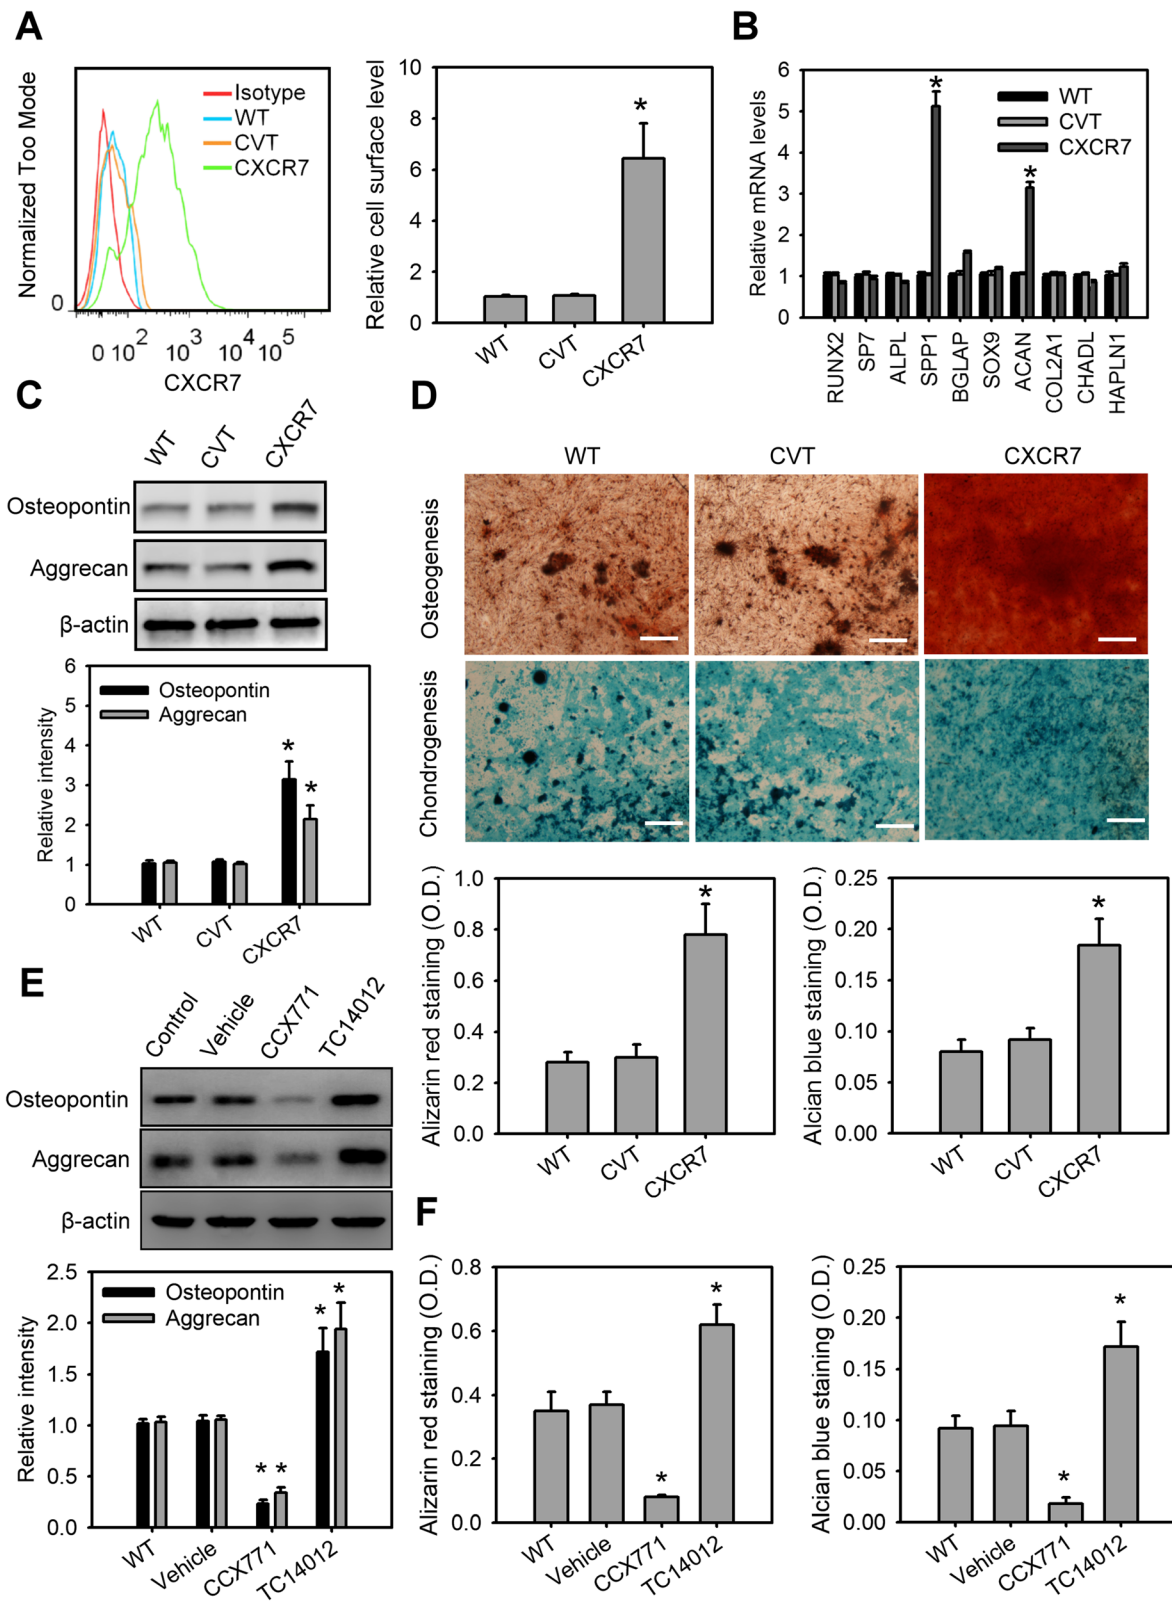 A
Normalized Too Mode
0
Isotype
WT
CVT
CXCR7
0 10² 10³ 10⁴ 10⁵
CXCR7
Relative cell surface level
10
8
6
4
2
0
*
WT
CVT
CXCR7
B
Relative mRNA levels
6
5
4
3
2
1
0
*
*
WT
CVT
CXCR7
RUNX2
SP7
ALPL
SPP1
BGLAP
SOX9
ACAN
COL2A1
CHADL
HAPLN1
C
WT
CVT
CXCR7
Osteopontin
Aggrecan
β-actin
Relative intensity
6
5
4
3
2
1
0
Osteopontin
Aggrecan
*
*
WT
CVT
CXCR7
D
WT
CVT
CXCR7
Osteogenesis
Chondrogenesis
Alizarin red staining (O.D.)
1.0
0.8
0.6
0.4
0.2
0.0
*
WT
CVT
CXCR7
Alcian blue staining (O.D.)
0.25
0.20
0.15
0.10
0.05
0.00
*
WT
CVT
CXCR7
E
Control
Vehicle
CCX771
TC14012
Osteopontin
Aggrecan
β-actin
Relative intensity
2.5
2.0
1.5
1.0
0.5
0.0
Osteopontin
Aggrecan
* *
* *
WT
Vehicle
CCX771
TC14012
F
Alizarin red staining (O.D.)
0.8
0.6
0.4
0.2
0.0
*
*
WT
Vehicle
CCX771
TC14012
Alcian blue staining (O.D.)
0.25
0.20
0.15
0.10
0.05
0.00
*
*
WT
Vehicle
CCX771
TC14012